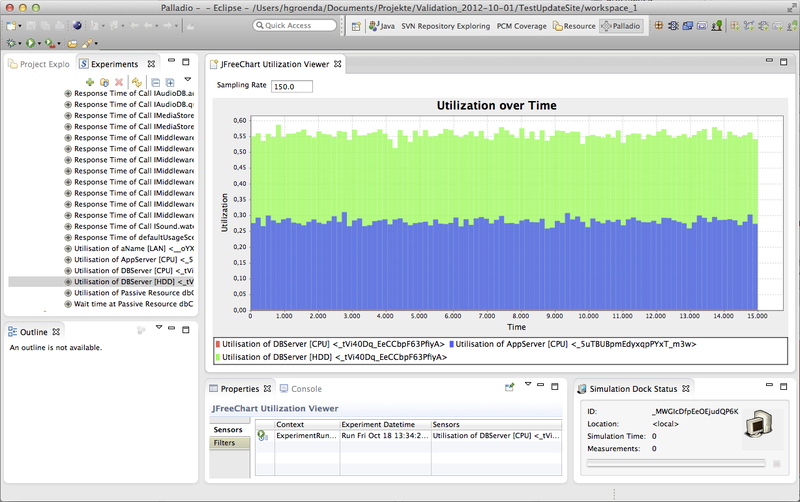 Palladio – – Eclipse – /Users/hgroenda/Documents/Projekte/Validation_2012-10-01/TestUpdateSite/workspace_1
Quick Access
Java
SVN Repository Exploring
PCM Coverage
Resource
Palladio
Project Explo
Experiments
Response Time of Call IAudioDB.ac
Response Time of Call IAudioDB.qu
Response Time of Call IMediaStore
Response Time of Call IMediaStore
Response Time of Call IMiddleware
Response Time of Call IMiddleware
Response Time of Call IMiddleware
Response Time of Call IMiddleware
Response Time of Call IMiddleware
Response Time of Call IMiddleware
Response Time of Call IMiddleware
Response Time of Call IMiddleware
Response Time of Call ISound.wate
Response Time of defaultUsageSce
Utilisation of aName [LAN] <__oYX
Utilisation of AppServer [CPU] <_5
Utilisation of DBServer [CPU] <_tVi
Utilisation of DBServer [HDD] <_tV
Utilisation of Passive Resource dbC
Wait time at Passive Resource dbC
Outline
An outline is not available.
JFreeChart Utilization Viewer
Sampling Rate 150.0
Utilization over Time
Utilization
0,60
0,55
0,50
0,45
0,40
0,35
0,30
0,25
0,20
0,15
0,10
0,05
0,00
0 1.000 2.000 3.000 4.000 5.000 6.000 7.000 8.000 9.000 10.000 11.000 12.000 13.000 14.000 15.000
Time
Utilisation of DBServer [CPU] <_tVi40Dq_EeCCbpF63PfiyA> Utilisation of AppServer [CPU] <_5uTBUBpmEdyxqpPYxT_m3w>
Utilisation of DBServer [HDD] <_tVi40Dq_EeCCbpF63PfiyA>
Properties
Console
JFreeChart Utilization Viewer
Sensors
Filters
Context Experiment Datetime Sensors
ExperimentRun... Run Fri Oct 18 13:34:2... Utilisation of DBServer [CPU] <_tVi...
Simulation Dock Status
ID: _MWGIcDfpEeOEjudQP6K
Location: <local>
Simulation Time: 0
Measurements: 0